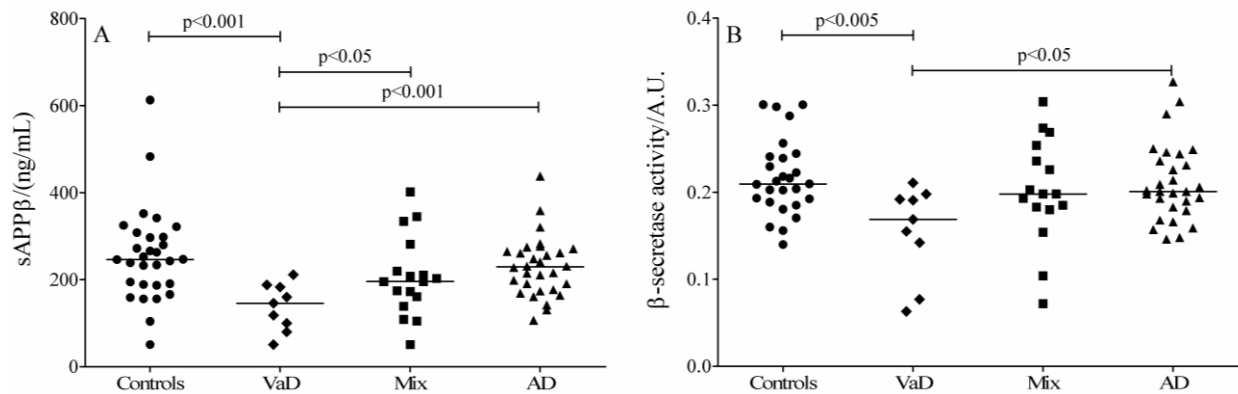 A
sAPPβ/(ng/mL)
800
600
400
200
0
p<0.001
p<0.05
p<0.001
Controls VaD Mix AD
B
β-secretase activity/A.U.
0.4
0.3
0.2
0.1
0.0
p<0.005
p<0.05
Controls VaD Mix AD